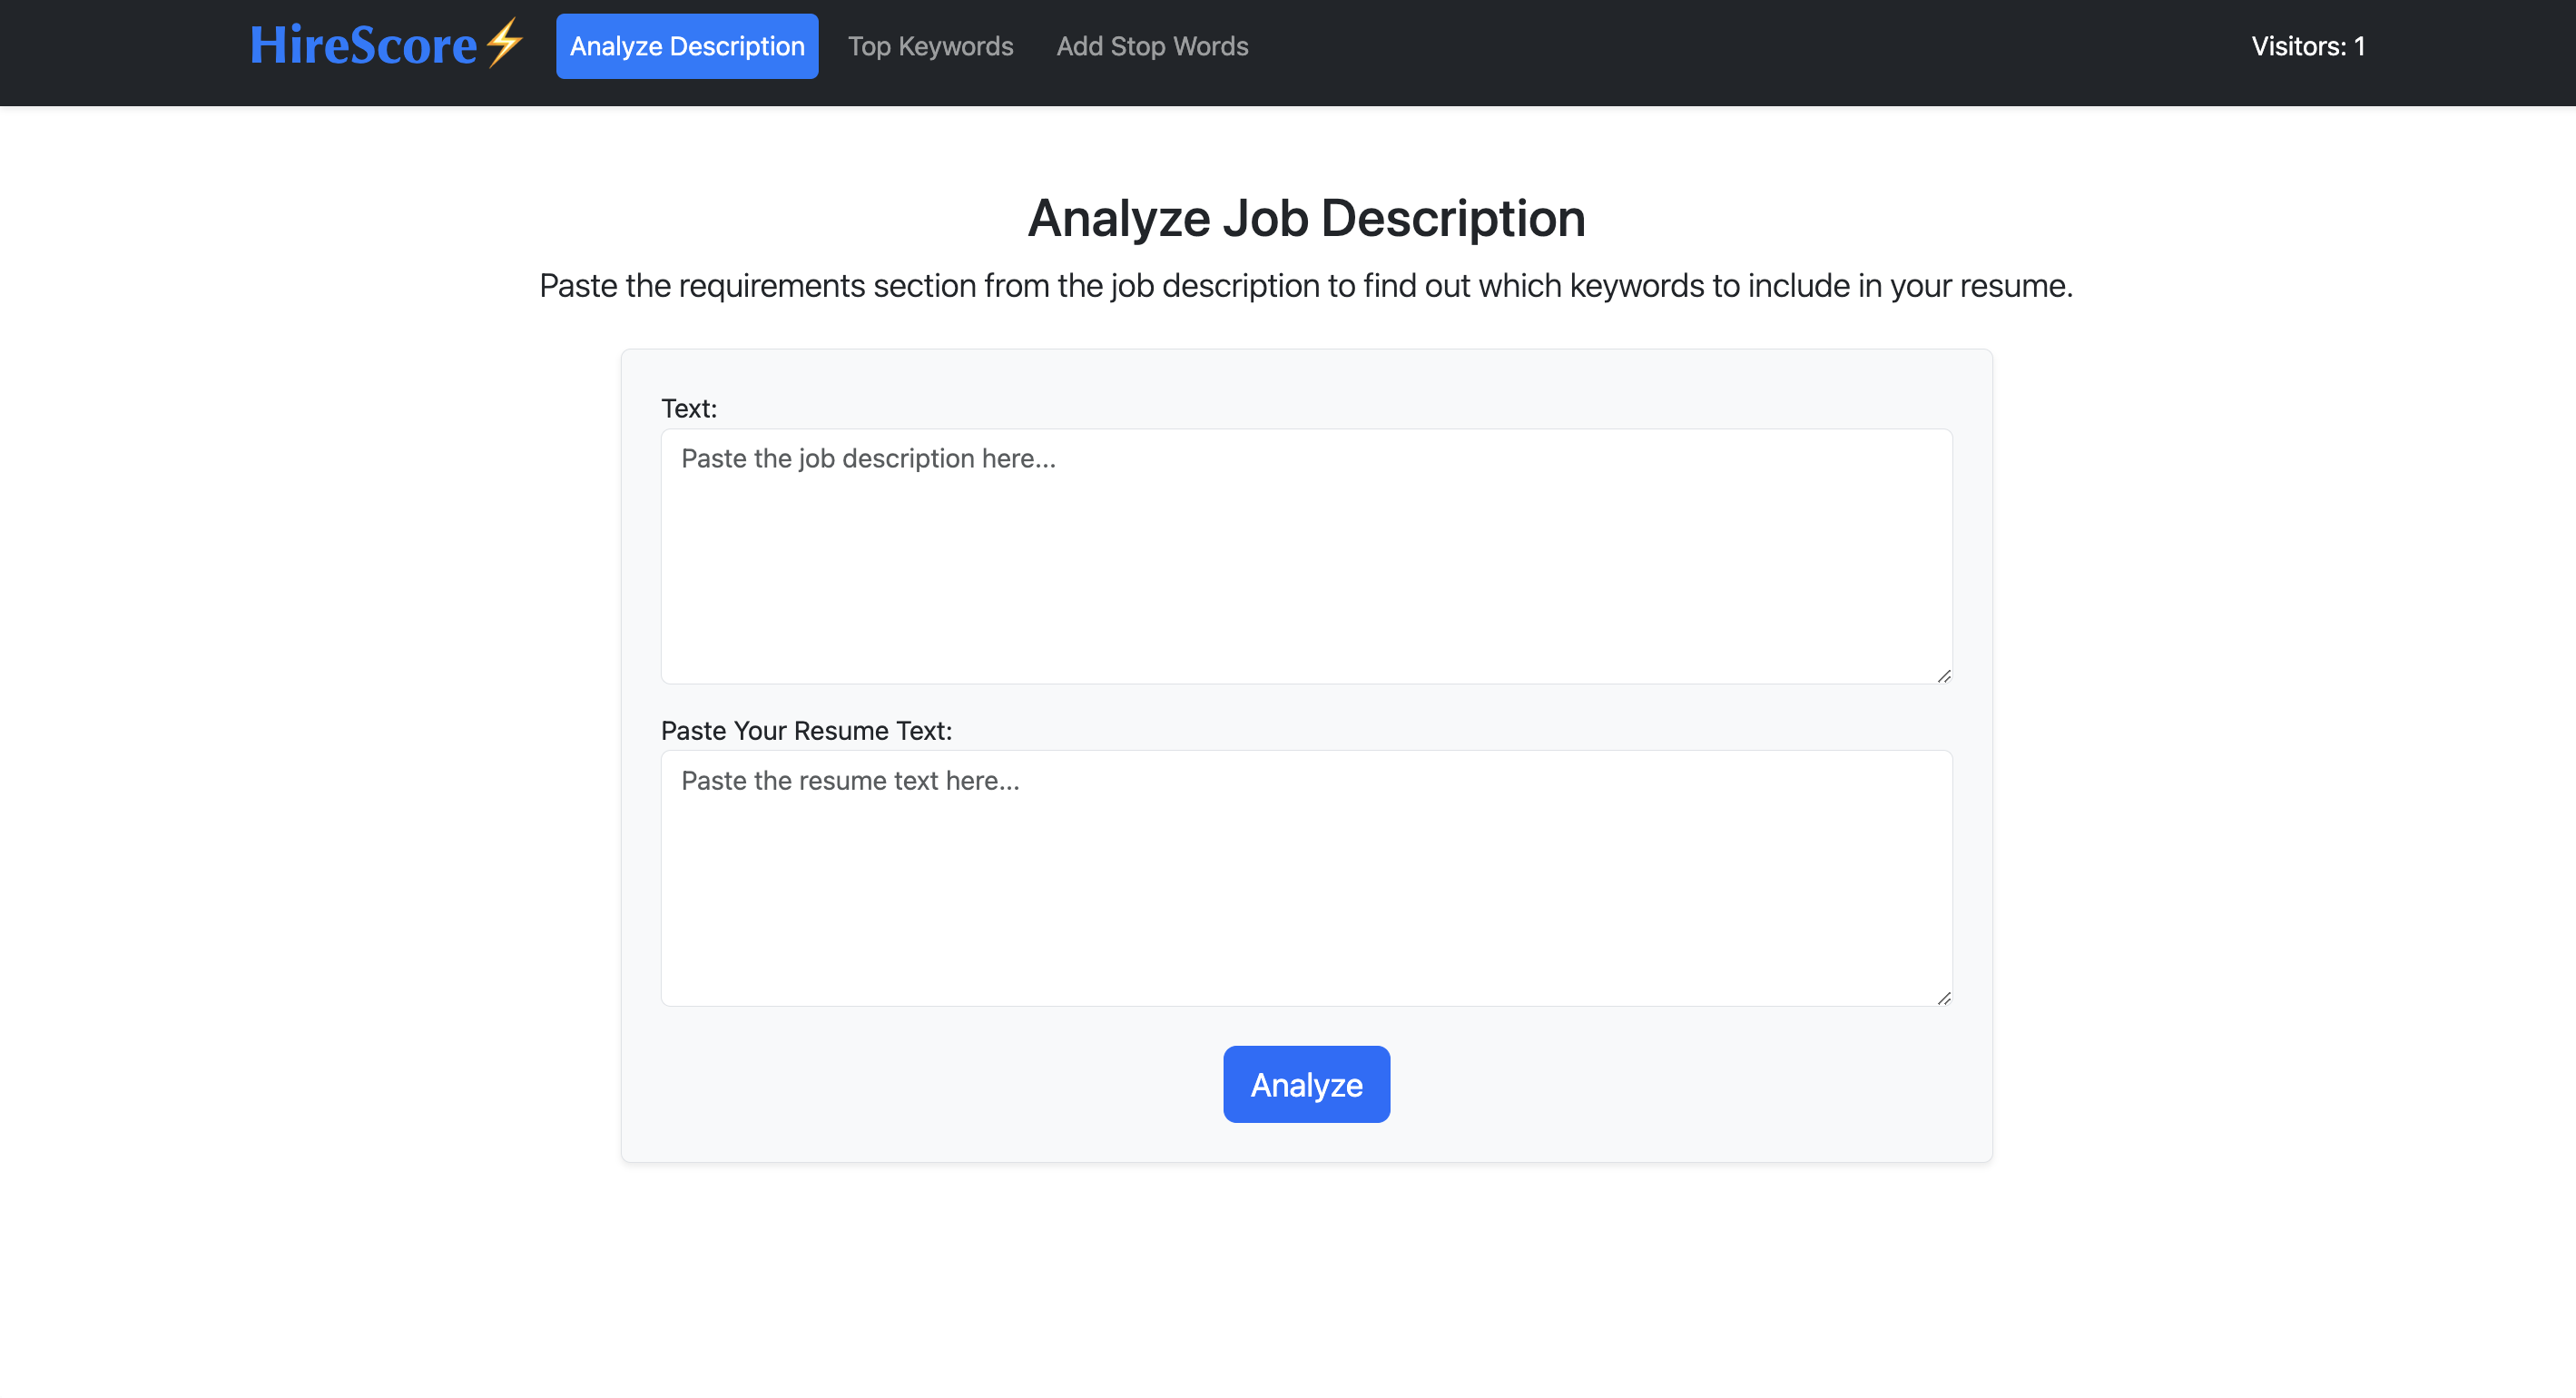 HireScore⚡ Analyze Description Top Keywords Add Stop Words Visitors: 1
Analyze Job Description
Paste the requirements section from the job description to find out which keywords to include in your resume.
Text:
Paste the job description here...
Paste Your Resume Text:
Paste the resume text here...
Analyze